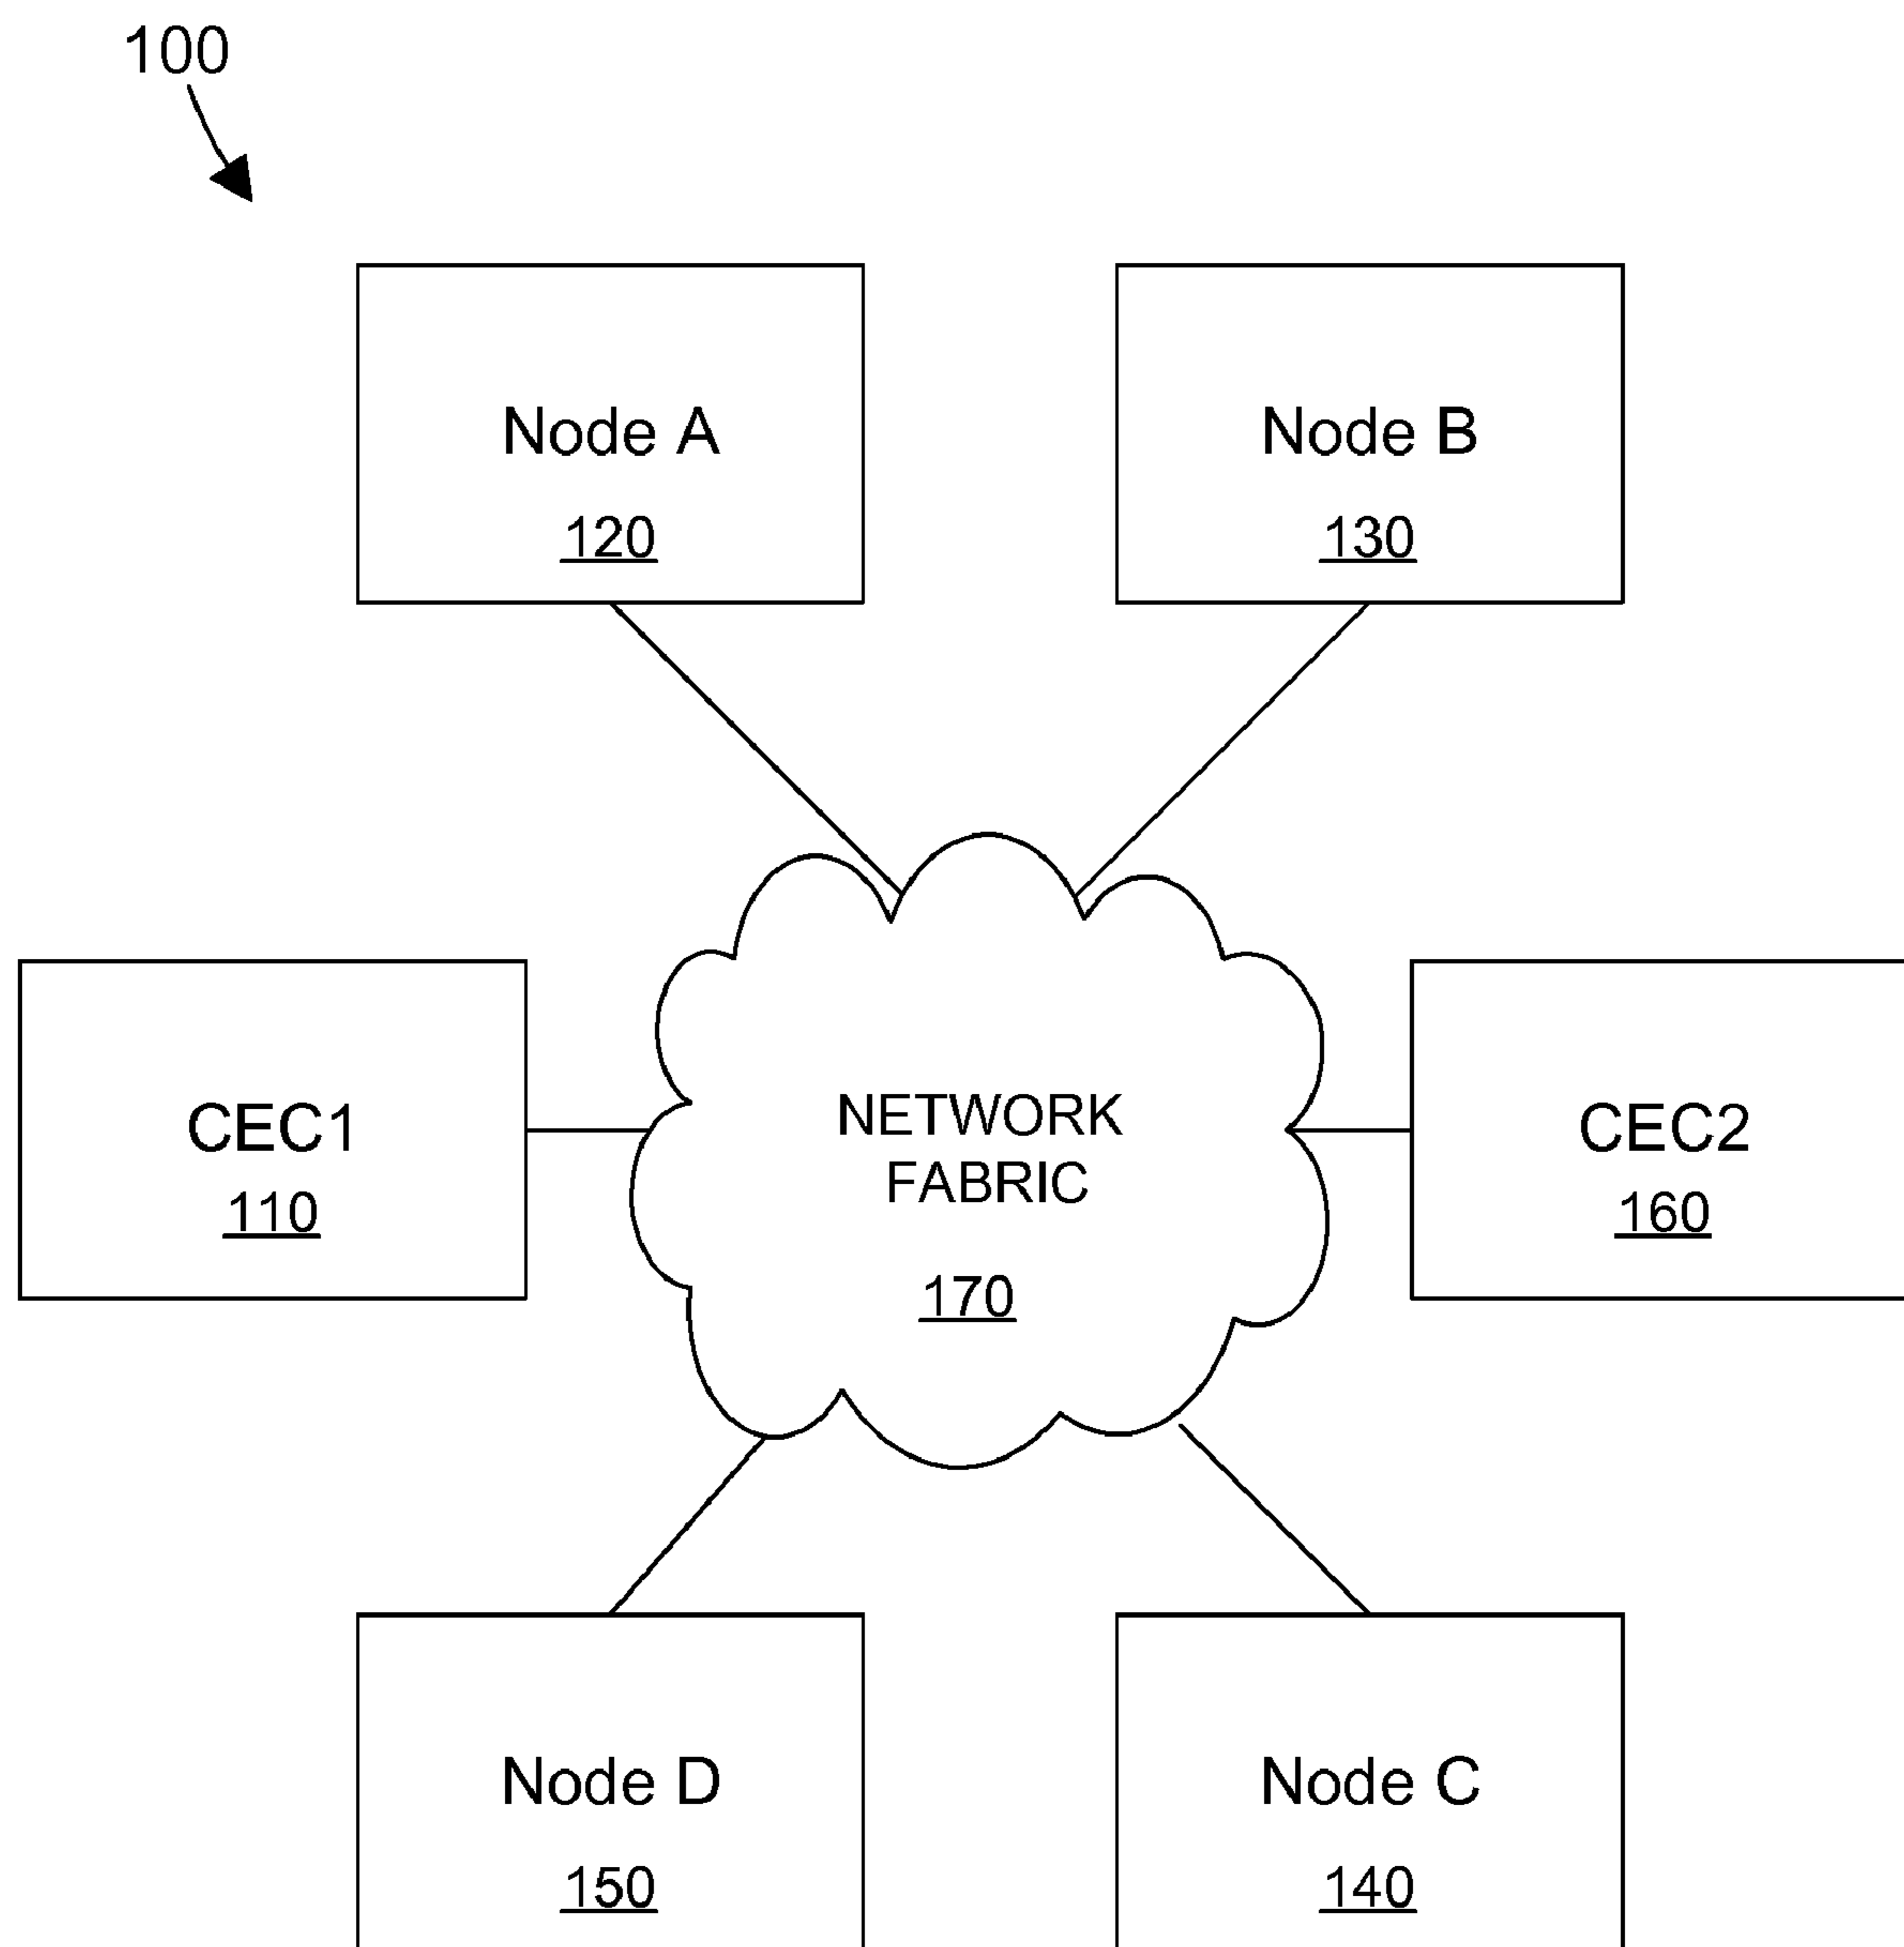 100
Node A
120
Node B
130
CEC1
110
NETWORK
FABRIC
170
CEC2
160
Node D
150
Node C
140